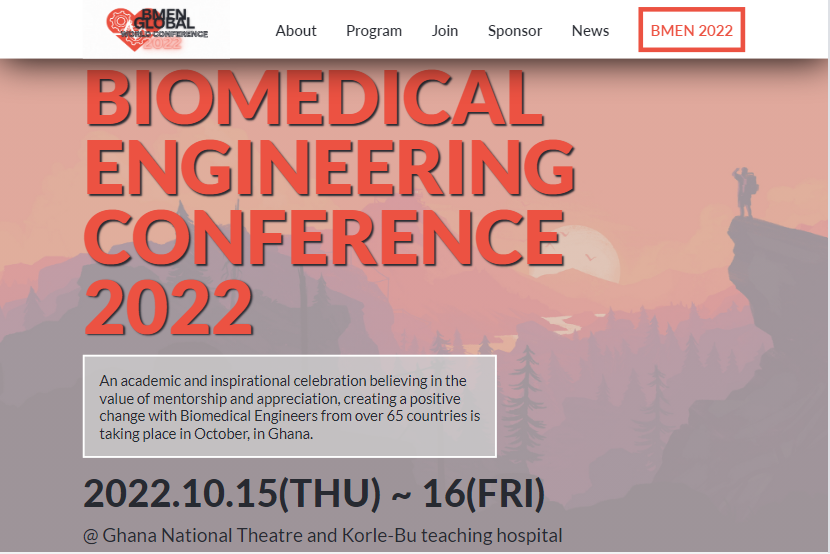 BMEN
GLOBAL
WORLD CONFERENCE
2022
About Program Join Sponsor News BMEN 2022
BIOMEDICAL
ENGINEERING
CONFERENCE
2022
An academic and inspirational celebration believing in the
value of mentorship and appreciation, creating a positive
change with Biomedical Engineers from over 65 countries is
taking place in October, in Ghana.
2022.10.15(THU) ~ 16(FRI)
@ Ghana National Theatre and Korle-Bu teaching hospital